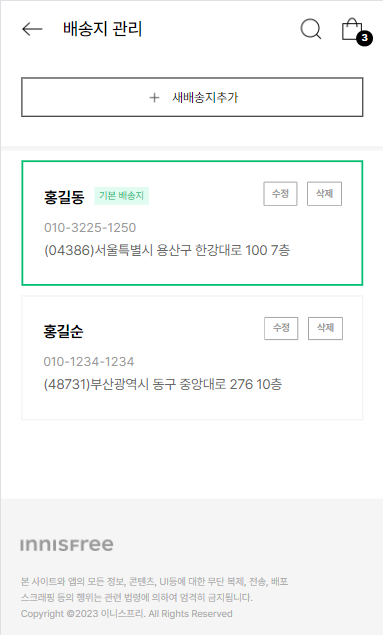 배송지 관리
3
+ 새배송지추가
홍길동 기본 배송지 수정 삭제
010-3225-1250
(04386)서울특별시 용산구 한강대로 100 7층
홍길순 수정 삭제
010-1234-1234
(48731)부산광역시 동구 중앙대로 276 10층
innisfree
본 사이트와 앱의 모든 정보, 콘텐츠, UI등에 대한 무단 복제, 전송, 배포
스크래핑 등의 행위는 관련 법령에 의하여 엄격히 금지됩니다.
Copyright ©2023 이니스프리. All Rights Reserved